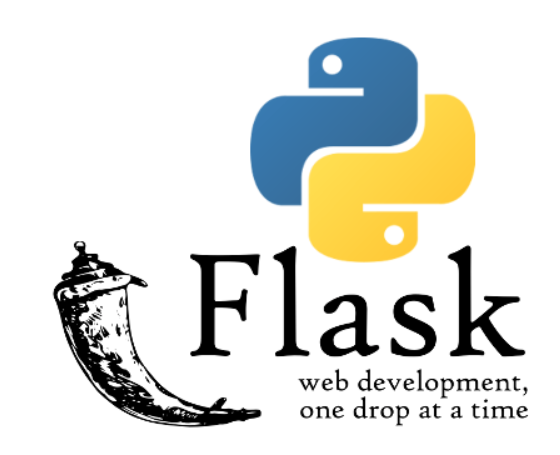 Flask
web development,
one drop at a time